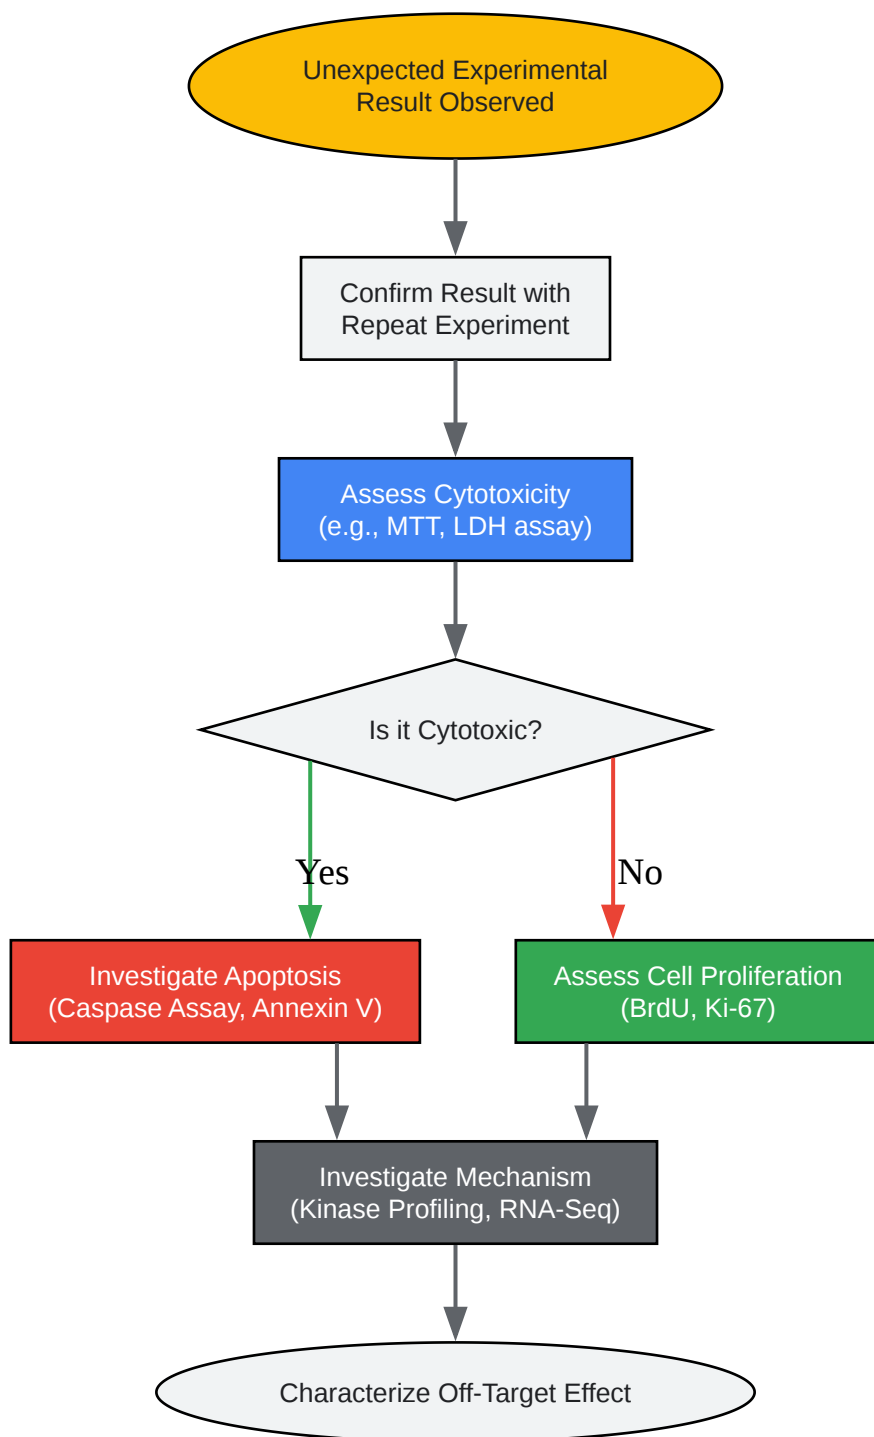 Unexpected Experimental
Result Observed
Confirm Result with
Repeat Experiment
Assess Cytotoxicity
(e.g., MTT, LDH assay)
Is it Cytotoxic?
Yes
No
Investigate Apoptosis
(Caspase Assay, Annexin V)
Assess Cell Proliferation
(BrdU, Ki-67)
Investigate Mechanism
(Kinase Profiling, RNA-Seq)
Characterize Off-Target Effect